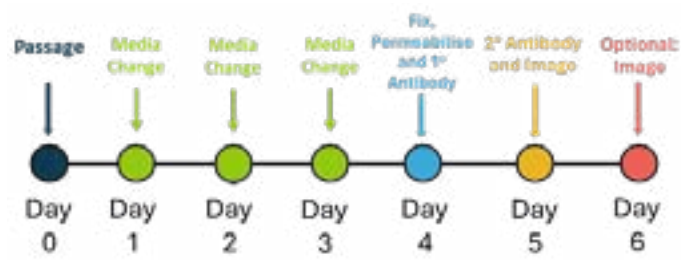 Passage
Media
Change
Media
Change
Media
Change
Fix,
Permeabilise
and 1°
Antibody
2° Antibody
and Image
Optional:
Image
Day
0
Day
1
Day
2
Day
3
Day
4
Day
5
Day
6